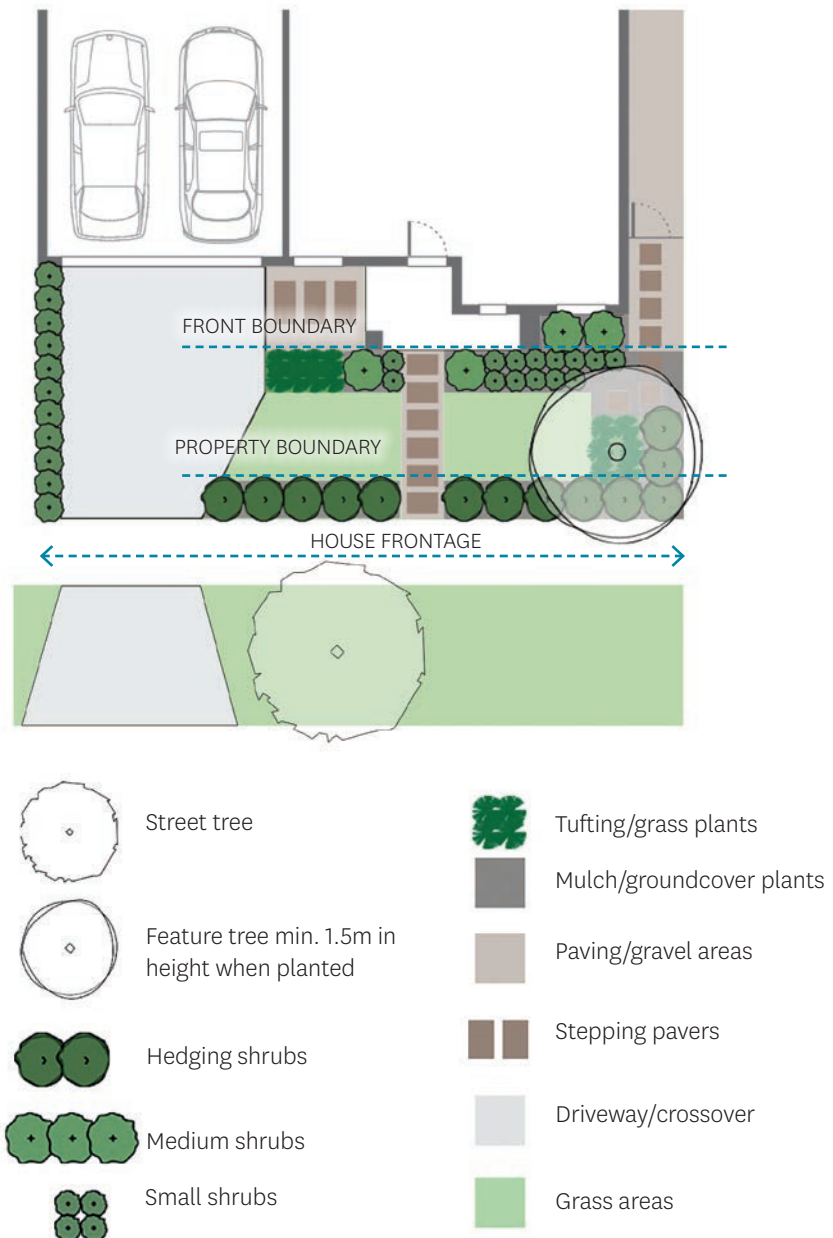 FRONT BOUNDARY
PROPERTY BOUNDARY
HOUSE FRONTAGE
Street tree
Feature tree min. 1.5m in
height when planted
Hedging shrubs
Medium shrubs
Small shrubs
Tufting/grass plants
Mulch/groundcover plants
Paving/gravel areas
Stepping pavers
Driveway/crossover
Grass areas